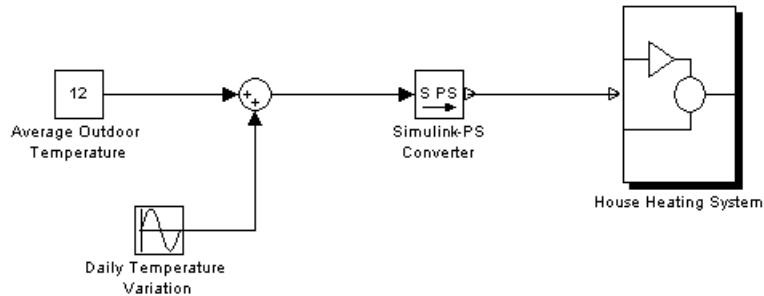 12
Average Outdoor
Temperature
++
S PS
Simulink-PS
Converter
House Heating System
Daily Temperature
Variation